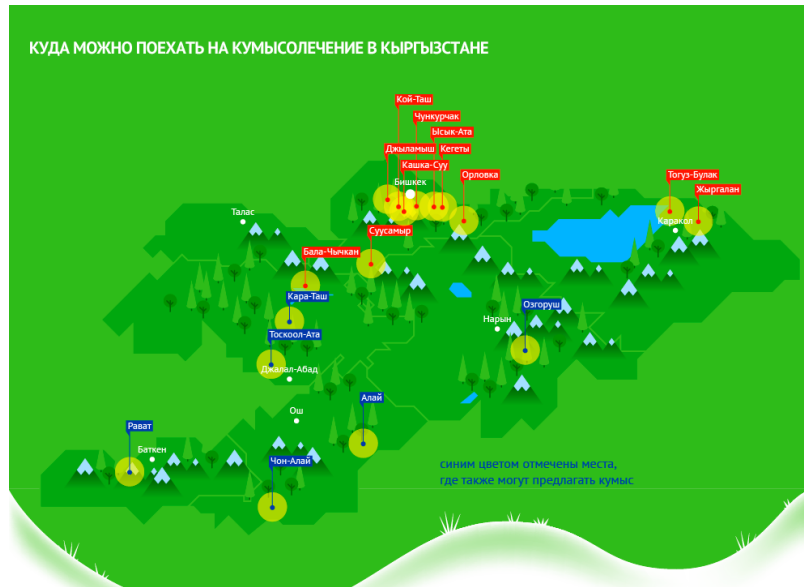 КУДА МОЖНО ПОЕХАТЬ НА КУМЫСОЛЕЧЕНИЕ В КЫРГЫЗСТАНЕ
Кой-Таш
Чункурчак
Ысык-Ата
Джыламыш
Кегеты
Кашка-Суу
Орловка
Тогуз-Булак
Бишкек
Жыргалан
Талас
Каракол
Суусамыр
Бала-Чычкан
Кара-Таш
Нарын
Озгоруш
Тоскоол-Ата
Джалал-Абад
Алай
Ош
Рават
Баткен
Чон-Алай
синим цветом отмечены места,
где также могут предлагать кумыс